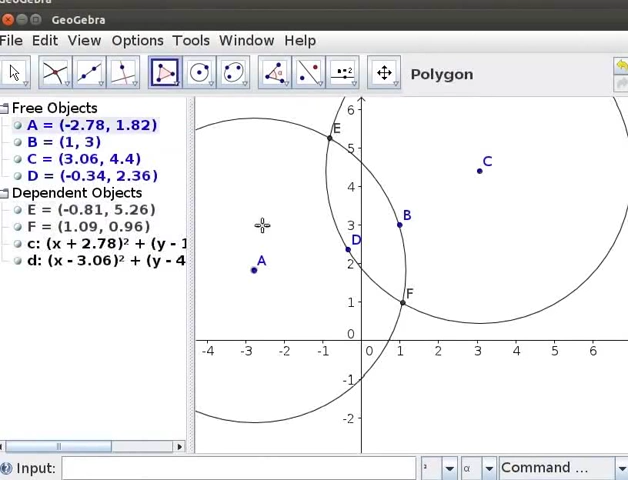 GeoGebra
GeoGebra
File Edit View Options Tools Window Help
a=2
Polygon
Free Objects
A = (-2.78, 1.82)
B = (1, 3)
C = (3.06, 4.4)
D = (-0.34, 2.36)
Dependent Objects
E = (-0.81, 5.26)
F = (1.09, 0.96)
c: (x + 2.78)² + (y - 1
d: (x - 3.06)² + (y - 4
6
E
5
C
4
B
3
D
2
A
F
1
0
-4 -3 -2 -1 0 1 2 3 4 5 6
-1
-2
Input:
² α Command ...